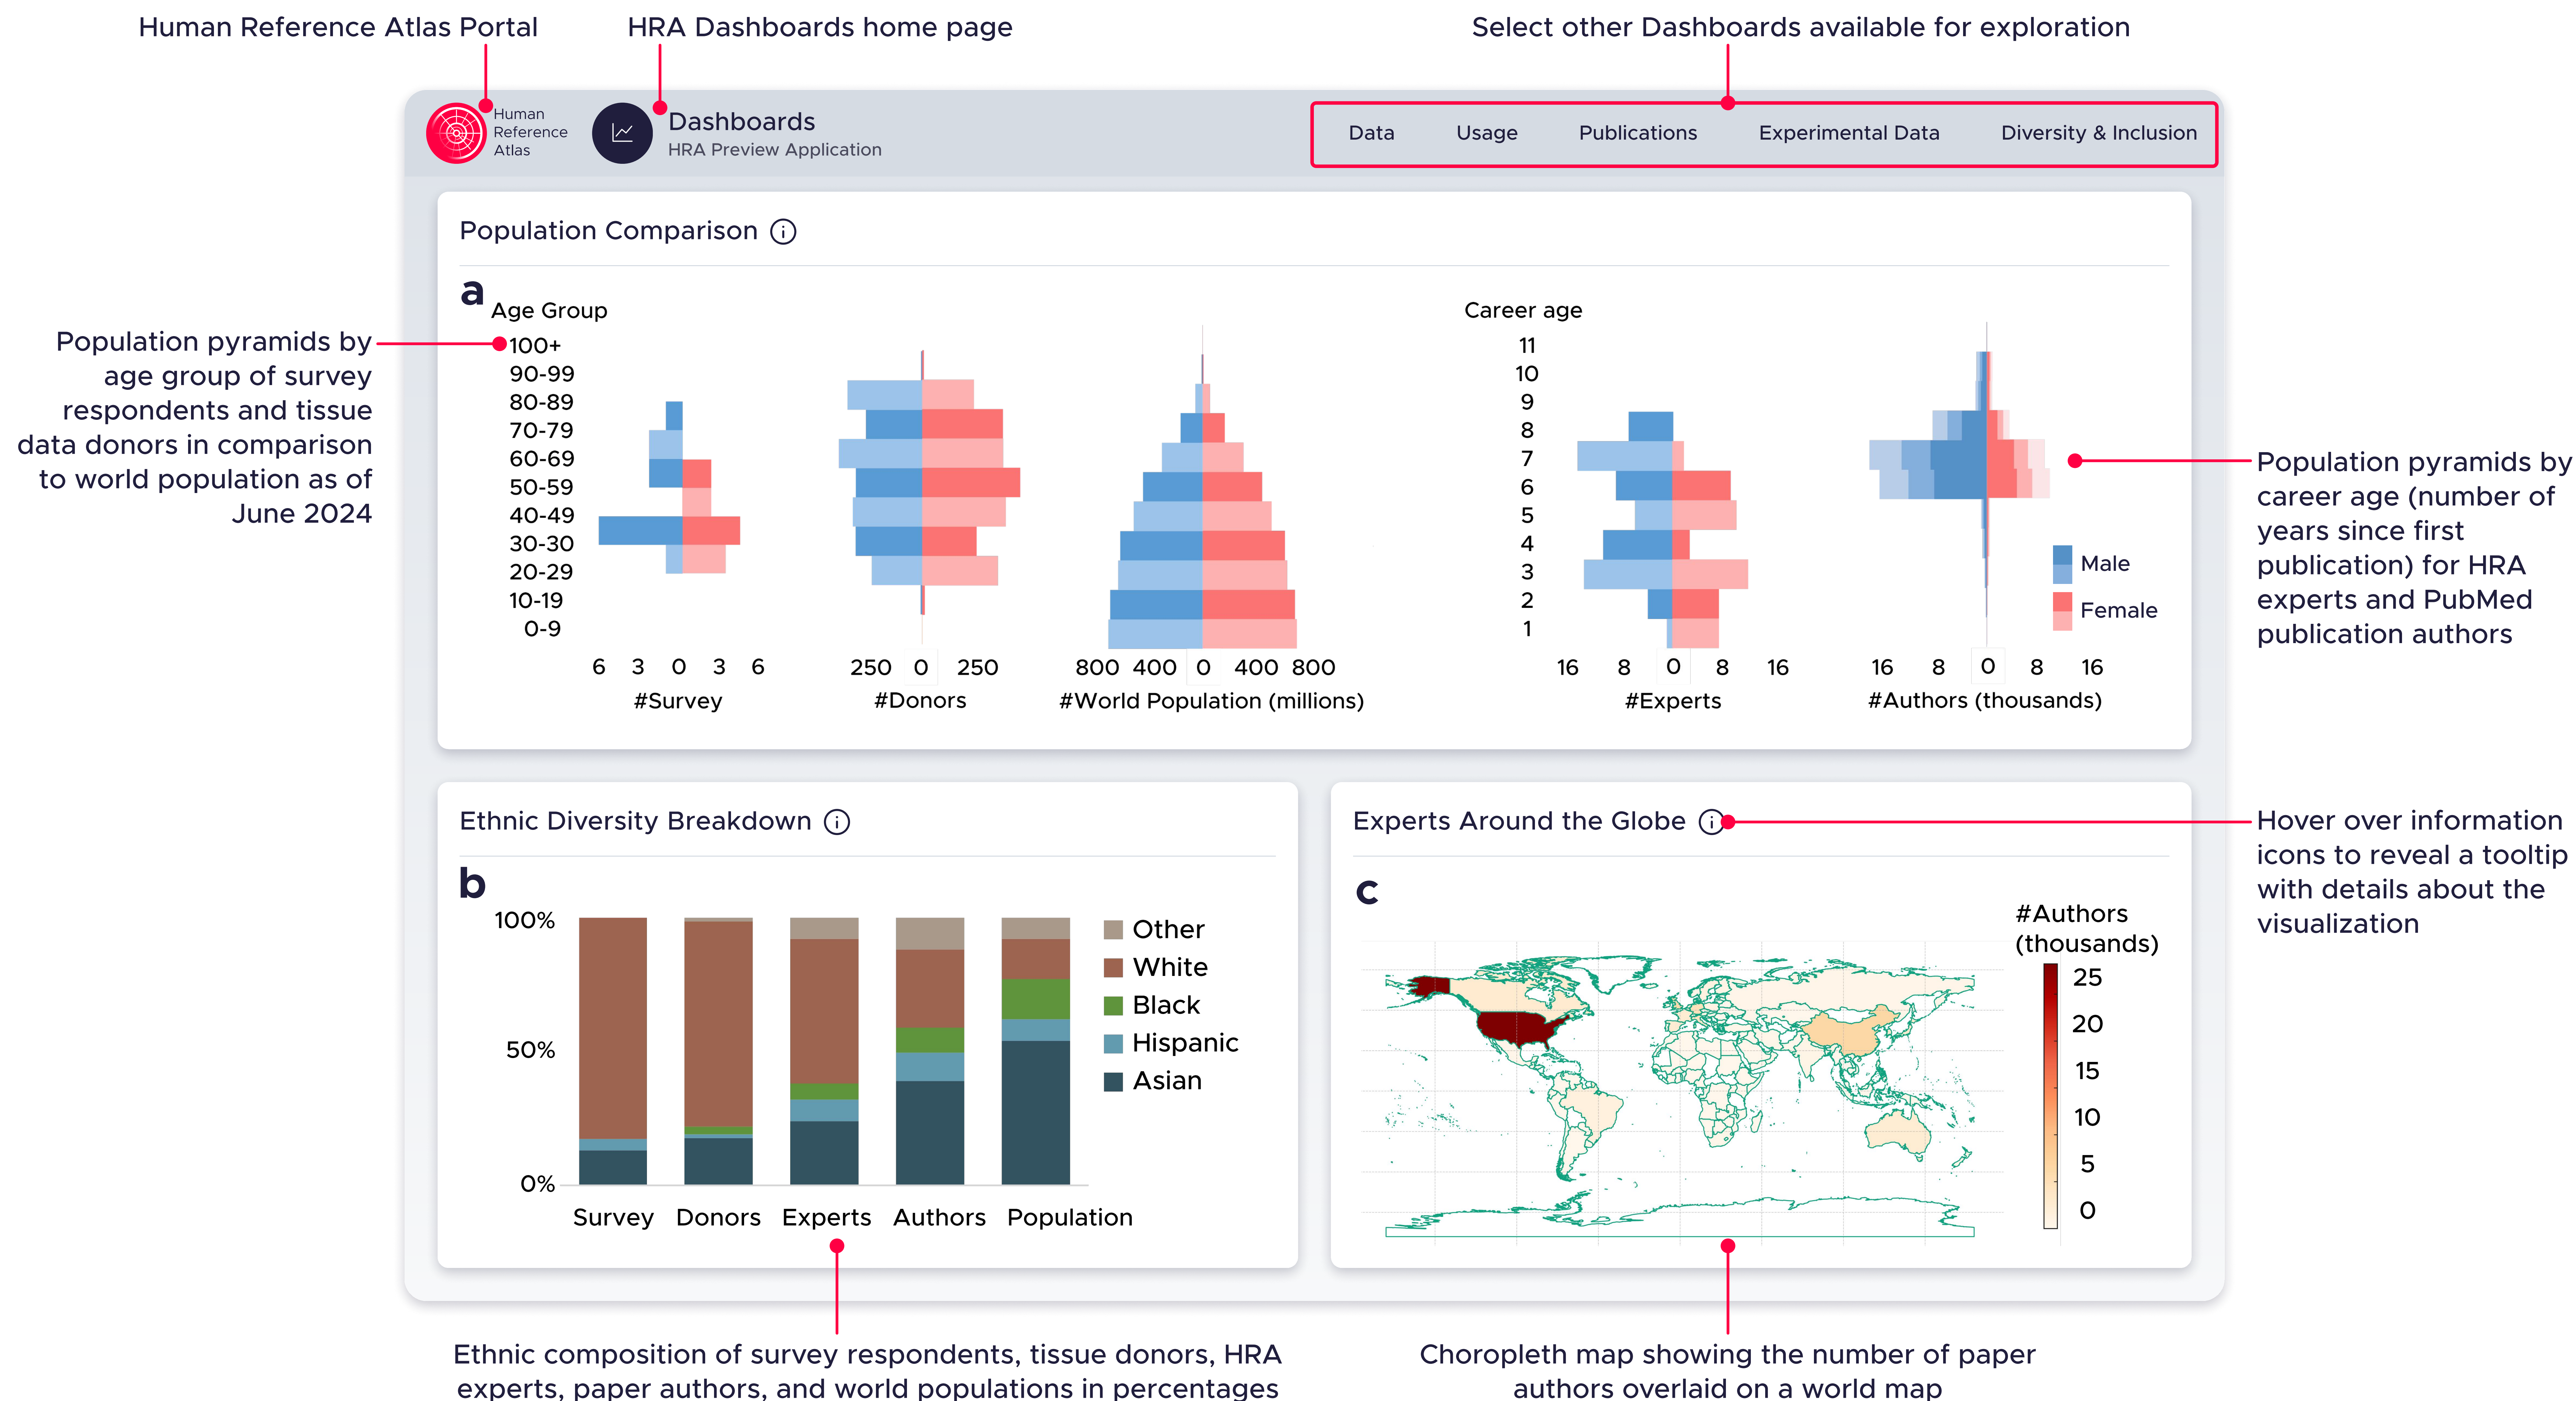 Human Reference Atlas Portal
HRA Dashboards home page
Select other Dashboards available for exploration
Human
Reference
Atlas
Dashboards
HRA Preview Application
Data
Usage
Publications
Experimental Data
Diversity & Inclusion
Population Comparison
i
a
Age Group
100+
90-99
80-89
70-79
60-69
50-59
40-49
30-30
20-29
10-19
0-9
6 3 0 3 6
#Survey
250 0 250
#Donors
800 400 0 400 800
#World Population (millions)
Career age
11
10
9
8
7
6
5
4
3
2
1
16 8 0 8 16
#Experts
16 8 0 8 16
#Authors (thousands)
Male
Female
Population pyramids by
age group of survey
respondents and tissue
data donors in comparison
to world population as of
June 2024
Population pyramids by
career age (number of
years since first
publication) for HRA
experts and PubMed
publication authors
Ethnic Diversity Breakdown
i
b
100%
50%
0%
Survey
Donors
Experts
Authors
Population
Other
White
Black
Hispanic
Asian
Experts Around the Globe
i
c
#Authors
(thousands)
25
20
15
10
5
0
Hover over information
icons to reveal a tooltip
with details about the
visualization
Ethnic composition of survey respondents, tissue donors, HRA
experts, paper authors, and world populations in percentages
Choropleth map showing the number of paper
authors overlaid on a world map